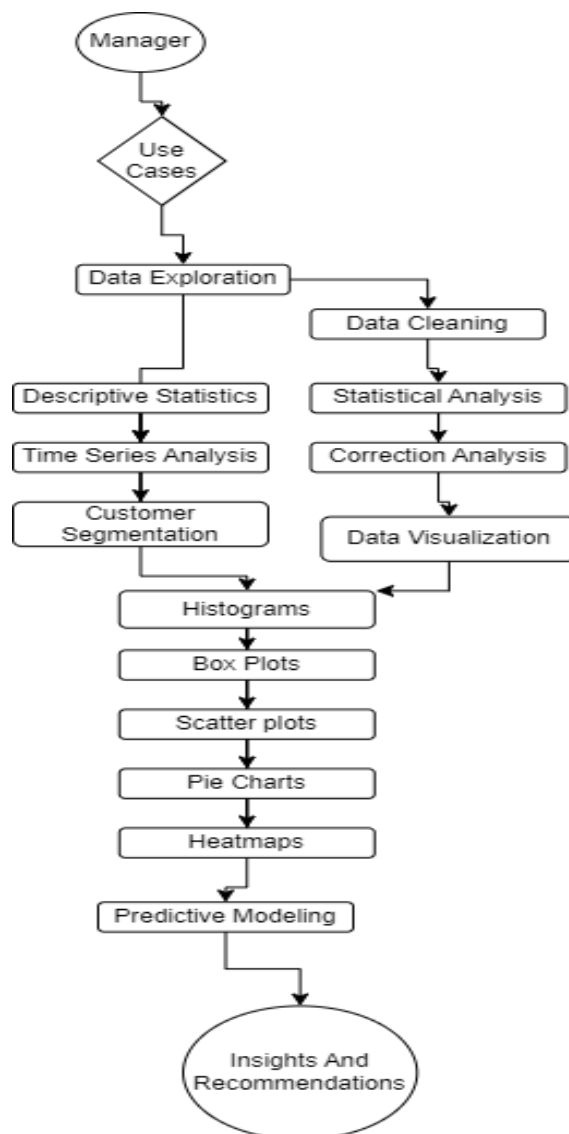 Manager
Use
Cases
Data Exploration
Data Cleaning
Descriptive Statistics
Statistical Analysis
Time Series Analysis
Correction Analysis
Customer
Segmentation
Data Visualization
Histograms
Box Plots
Scatter plots
Pie Charts
Heatmaps
Predictive Modeling
Insights And
Recommendations